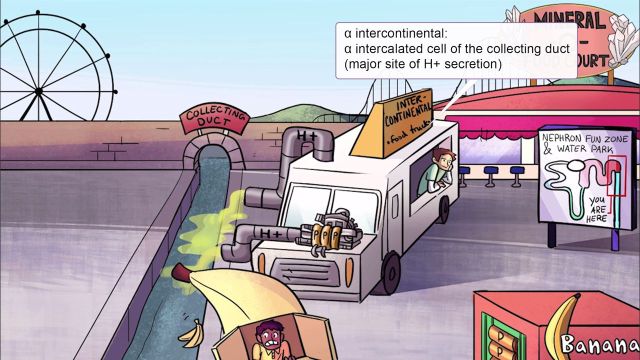 α intercontinental:
α intercalated cell of the collecting duct
(major site of H+ secretion)
MINERAL
COURT
COLLECTING
DUCT
INTER-
CONTINENTAL
food truck
H+
H+
NEPHRON FUN ZONE
& WATER PARK
YOU
ARE
HERE
Banana